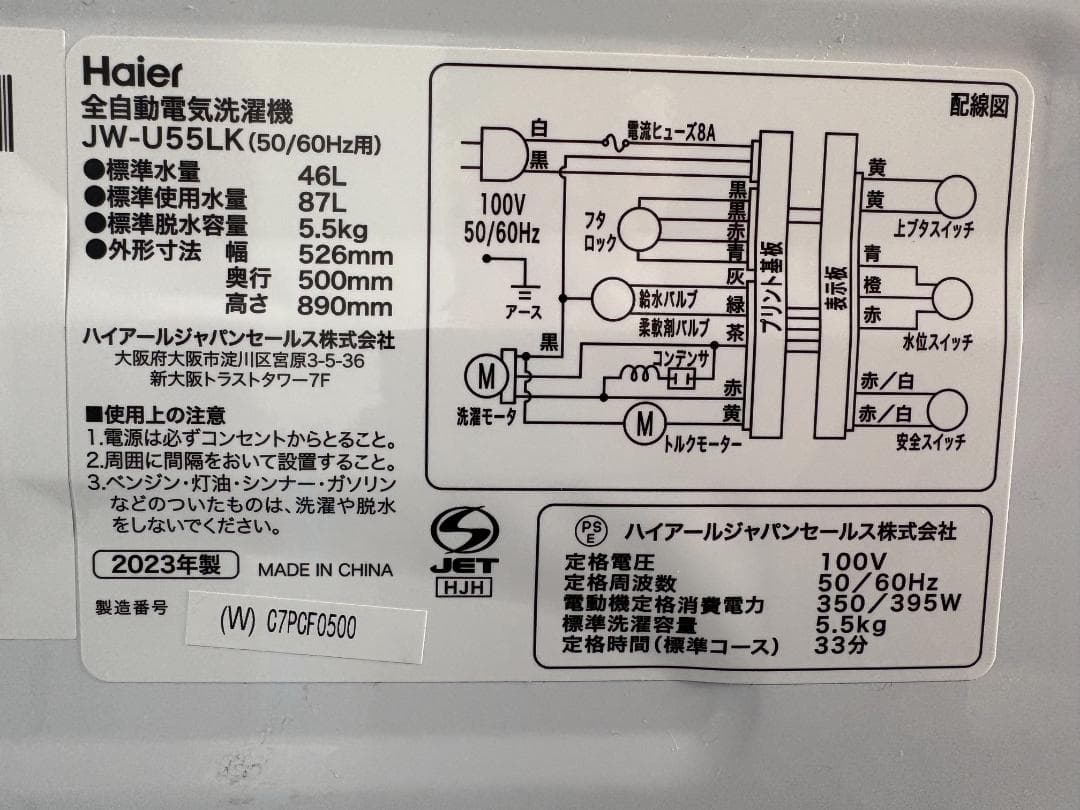 Haier
全自動電気洗濯機
JW-U55LK(50/60Hz用)
●標準水量 46L
●標準使用水量 87L
●標準脱水容量 5.5kg
●外形寸法 幅 526mm
奥行 500mm
高さ 890mm
ハイアールジャパンセールス株式会社
大阪府大阪市淀川区宮原3-5-36
新大阪トラストタワー7F
■使用上の注意
1.電源は必ずコンセントからとること。
2.周囲に間隔をおいて設置すること。
3.ベンジン・灯油・シンナー・ガソリン
などのついたものは、洗濯や脱水
をしないでください。
2023年製 MADE IN CHINA
製造番号 (W) C7PCF0500
配線図
白
電流ヒューズ8A
黒
100V
50/60Hz
アース
フタ
ロック
黒
黒
赤
青
灰
給水バルブ
緑
柔軟剤バルブ
茶
黒
コンデンサ
M
洗濯モータ
赤
黄
M
トルクモーター
プリント基板
表示板
黄
黄
上ブタスイッチ
青
橙
赤
水位スイッチ
赤/白
赤/白
安全スイッチ
S
JET
HJH
PS
E
ハイアールジャパンセールス株式会社
定格電圧 100V
定格周波数 50/60Hz
電動機定格消費電力 350/395W
標準洗濯容量 5.5kg
定格時間(標準コース) 33分